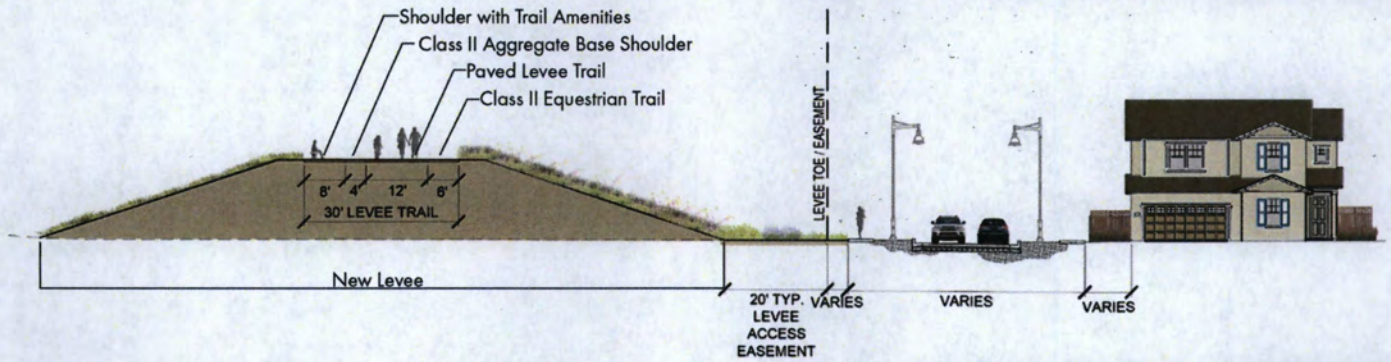 Shoulder with Trail Amenities
Class II Aggregate Base Shoulder
Paved Levee Trail
Class II Equestrian Trail
LEVEE TOE / EASEMENT
8' 4' 12' 6'
30' LEVEE TRAIL
New Levee
20' TYP.
LEVEE
ACCESS
EASEMENT
VARIES
VARIES
VARIES